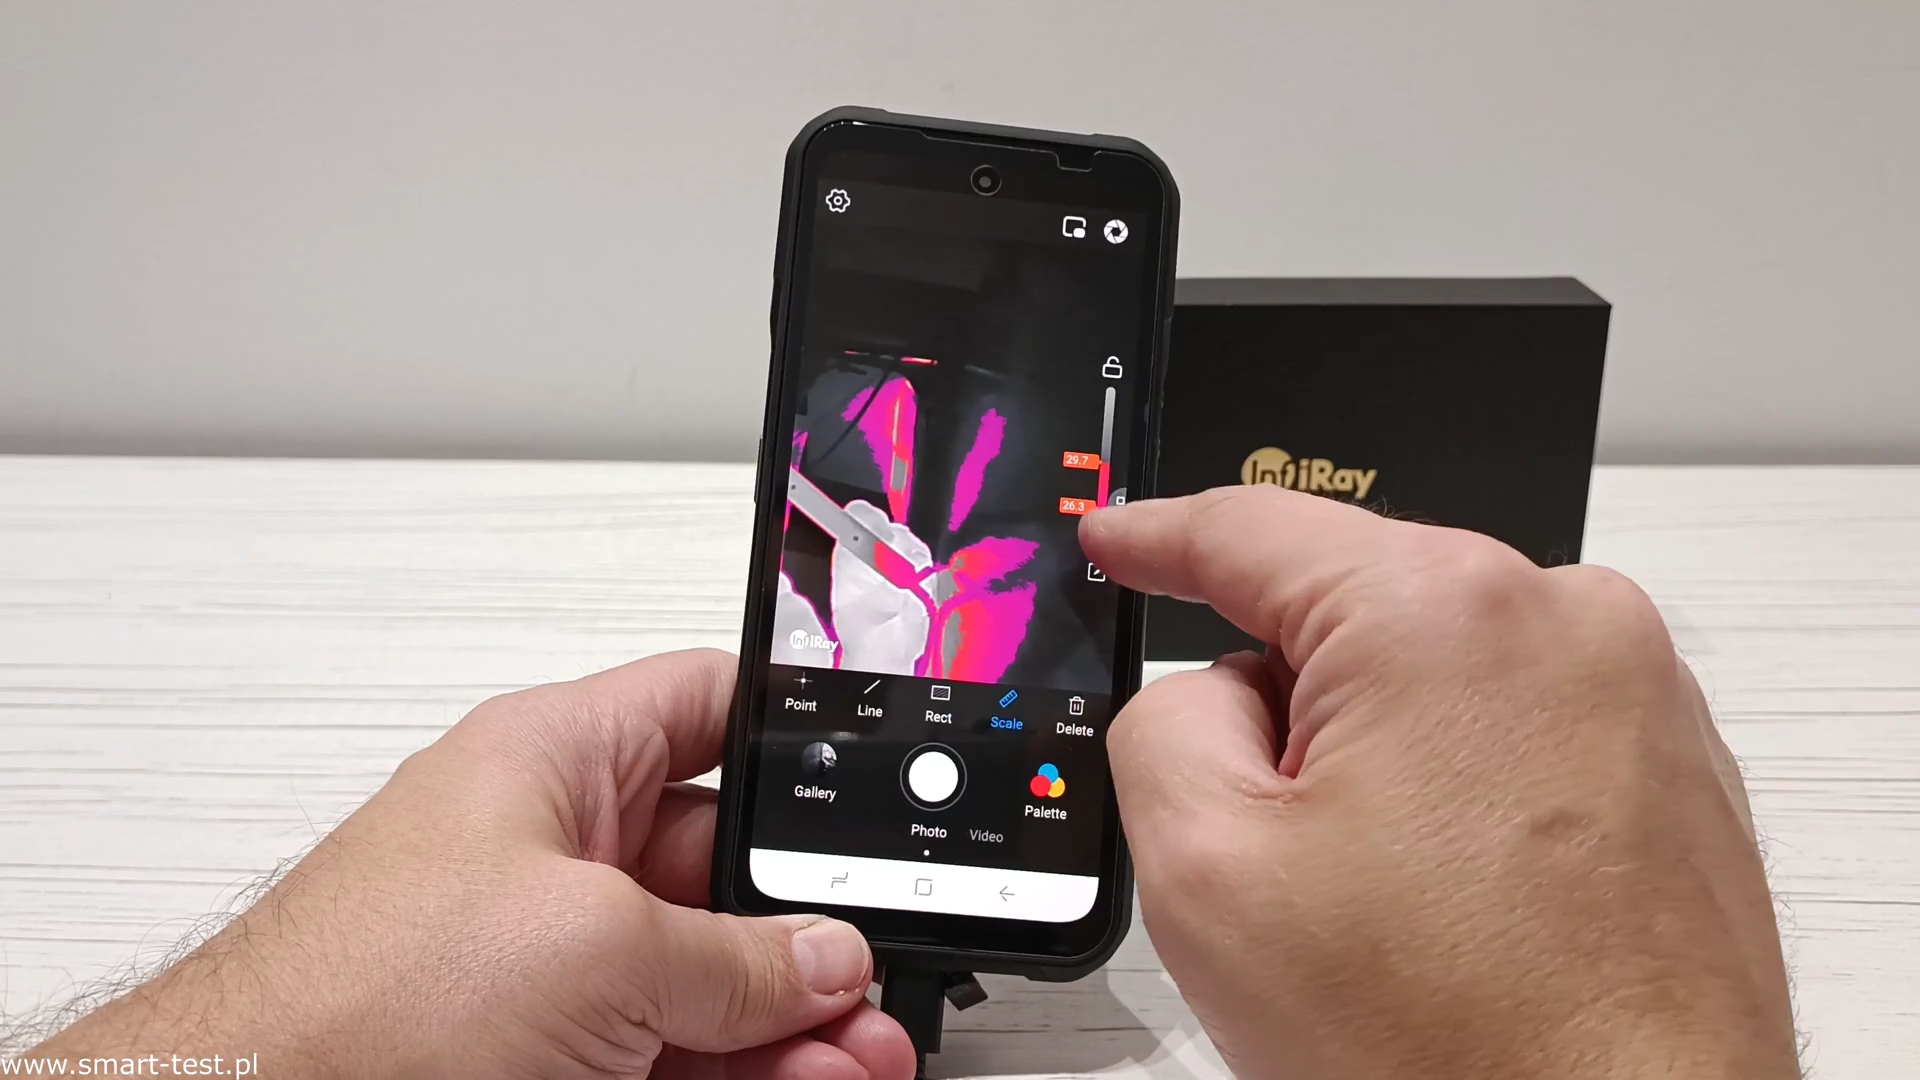 29.7
InfiRay
26.3
InfiRay
Point
Line
Rect
Scale
Delete
Gallery
Palette
Photo
Video
www.smart-test.pl